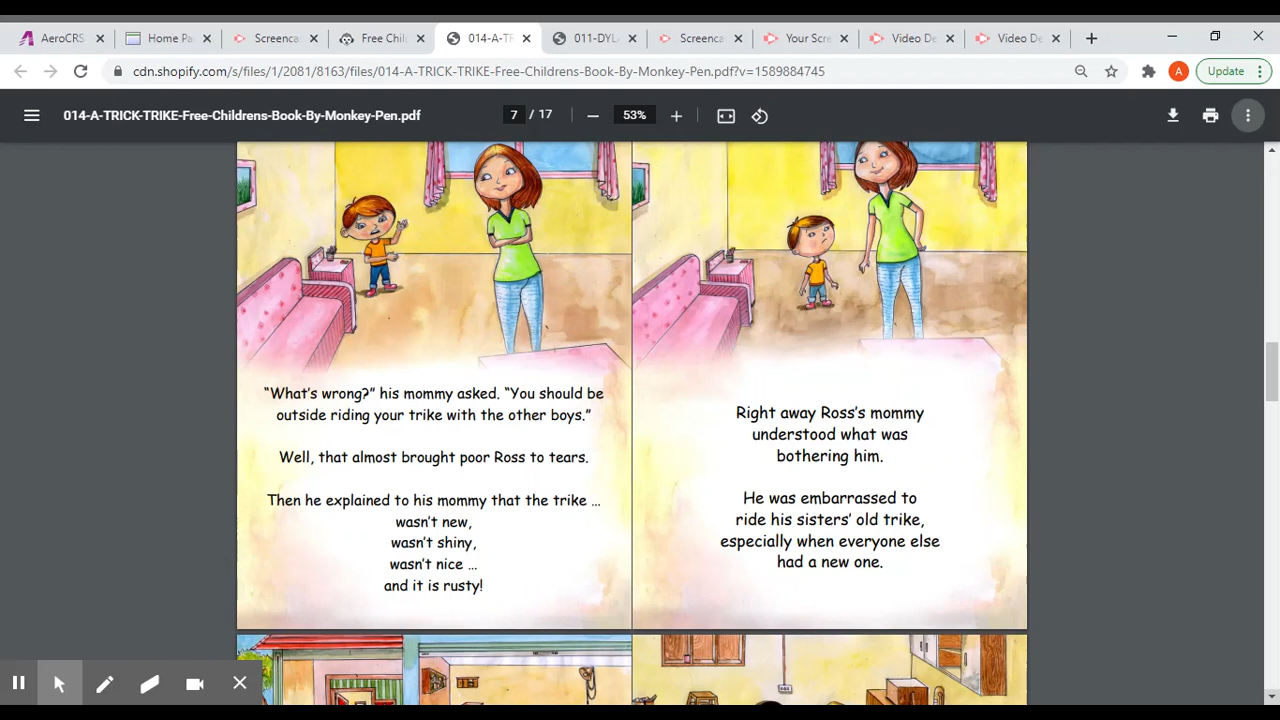 AeroCRS
Home Pa
Screenca
Free Chil
014-A-TR
011-DYL
Screenca
Your Scre
Video De
Video De
cdn.shopify.com/s/files/1/2081/8163/files/014-A-TRICK-TRIKE-Free-Childrens-Book-By-Monkey-Pen.pdf?v=1589884745
A
Update
014-A-TRICK-TRIKE-Free-Childrens-Book-By-Monkey-Pen.pdf
7 / 17
53%
“What’s wrong?” his mommy asked. “You should be
outside riding your trike with the other boys.”
Well, that almost brought poor Ross to tears.
Then he explained to his mommy that the trike ...
wasn’t new,
wasn’t shiny,
wasn’t nice ...
and it is rusty!
Right away Ross’s mommy
understood what was
bothering him.
He was embarrassed to
ride his sisters’ old trike,
especially when everyone else
had a new one.